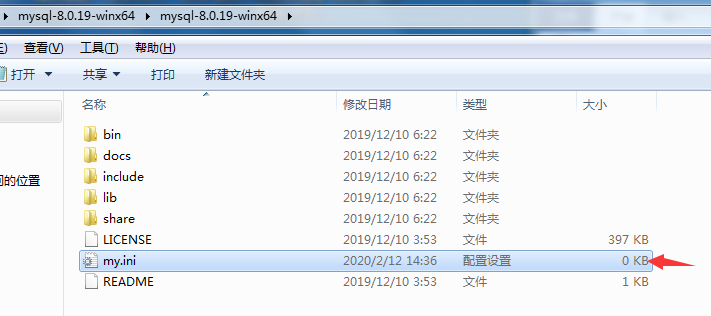 mysql-8.0.19-winx64 mysql-8.0.19-winx64
查看(V) 工具(T) 帮助(H)
打开 共享 打印 新建文件夹
名称 修改日期 类型 大小
bin 2019/12/10 6:22 文件夹
docs 2019/12/10 6:22 文件夹
include 2019/12/10 6:22 文件夹
的位置 lib 2019/12/10 6:22 文件夹
share 2019/12/10 6:22 文件夹
LICENSE 2019/12/10 3:53 文件 397 KB
my.ini 2020/2/12 14:36 配置设置 0 KB
README 2019/12/10 3:53 文件 1 KB